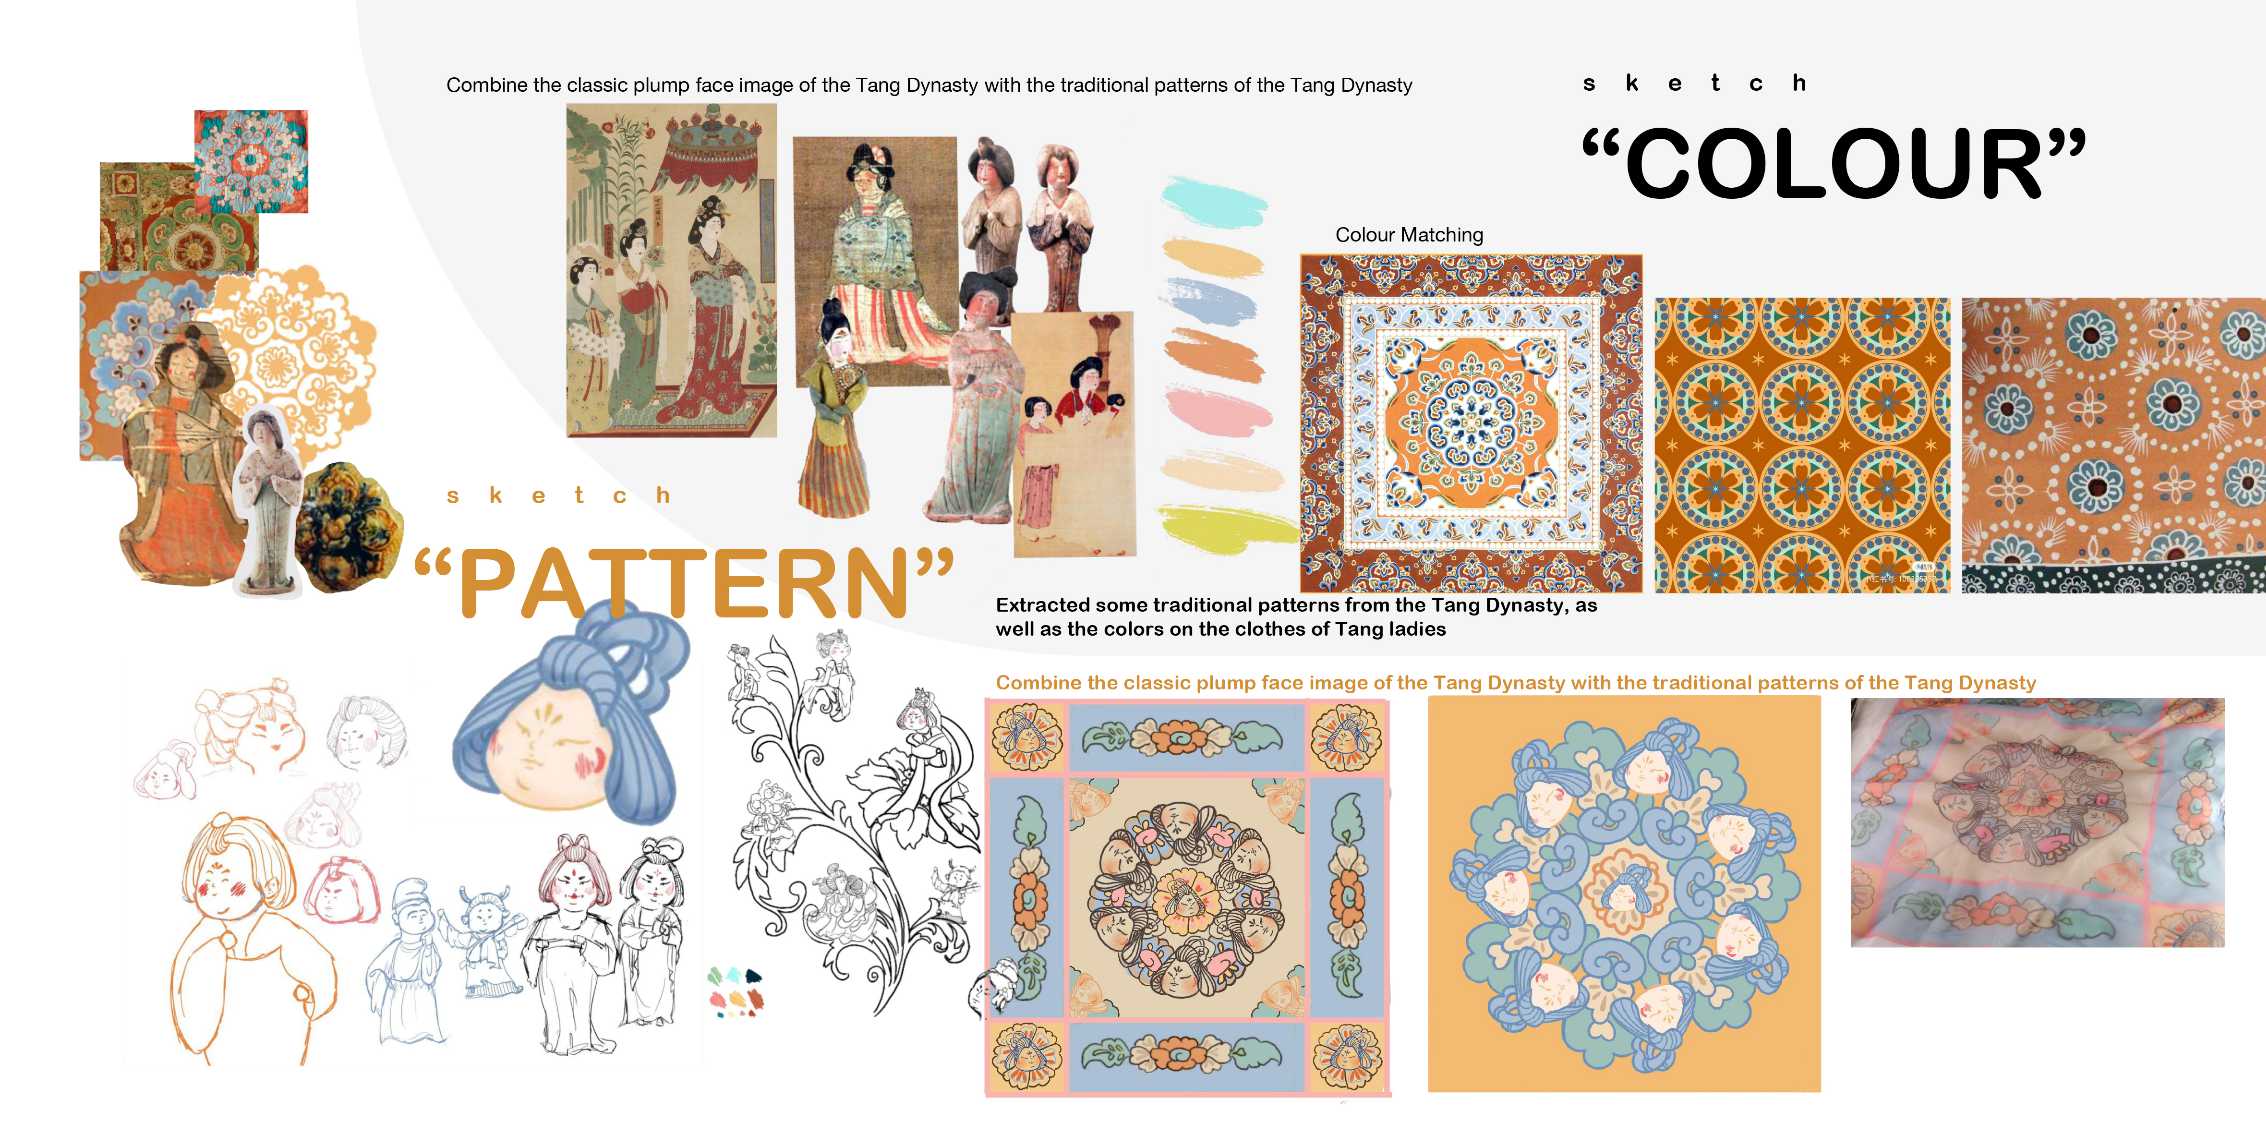 Combine the classic plump face image of the Tang Dynasty with the traditional patterns of the Tang Dynasty
sketch
“COLOUR”
Colour Matching
sketch
“PATTERN”
Extracted some traditional patterns from the Tang Dynasty, as
well as the colors on the clothes of Tang ladies
Combine the classic plump face image of the Tang Dynasty with the traditional patterns of the Tang Dynasty